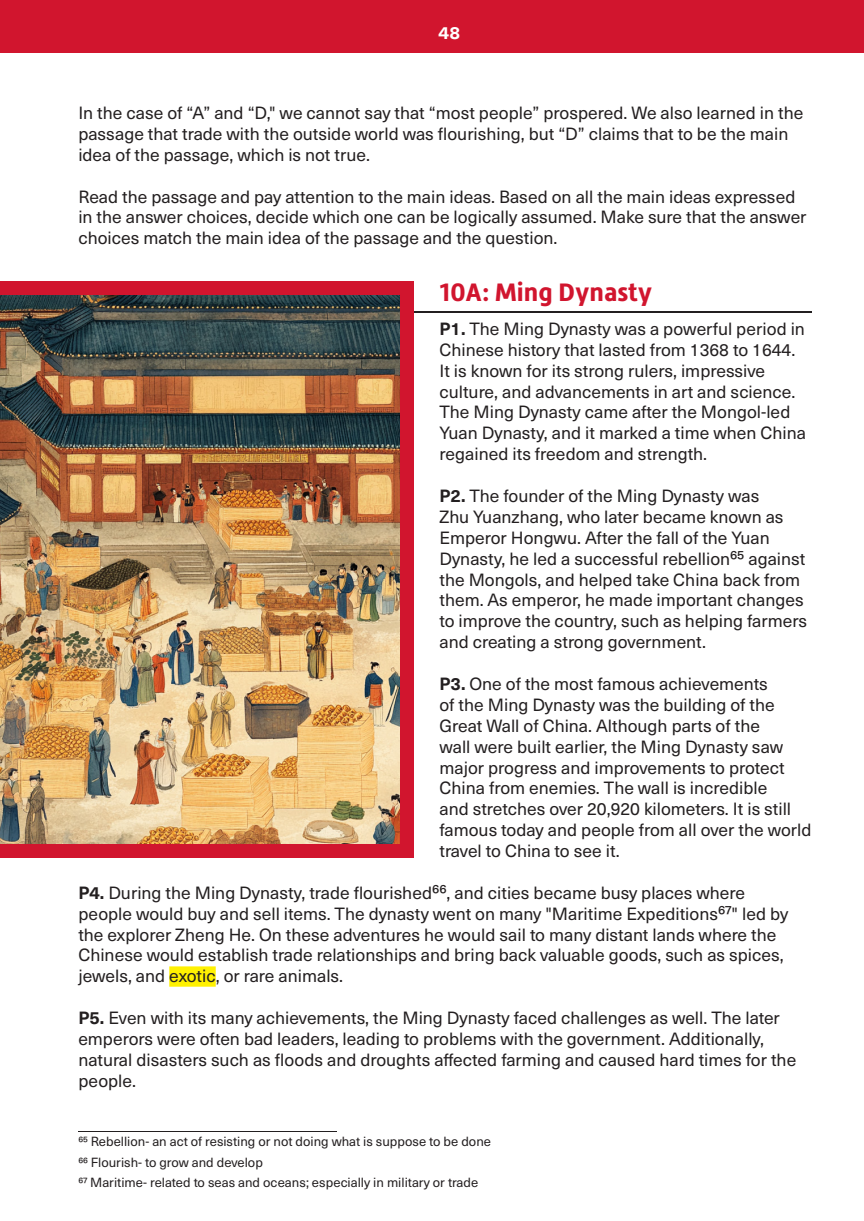 48
In the case of “A” and “D," we cannot say that “most people” prospered. We also learned in the
passage that trade with the outside world was flourishing, but “D” claims that to be the main
idea of the passage, which is not true.
Read the passage and pay attention to the main ideas. Based on all the main ideas expressed
in the answer choices, decide which one can be logically assumed. Make sure that the answer
choices match the main idea of the passage and the question.
10A: Ming Dynasty
P1. The Ming Dynasty was a powerful period in
Chinese history that lasted from 1368 to 1644.
It is known for its strong rulers, impressive
culture, and advancements in art and science.
The Ming Dynasty came after the Mongol-led
Yuan Dynasty, and it marked a time when China
regained its freedom and strength.
P2. The founder of the Ming Dynasty was
Zhu Yuanzhang, who later became known as
Emperor Hongwu. After the fall of the Yuan
Dynasty, he led a successful rebellion⁶⁵ against
the Mongols, and helped take China back from
them. As emperor, he made important changes
to improve the country, such as helping farmers
and creating a strong government.
P3. One of the most famous achievements
of the Ming Dynasty was the building of the
Great Wall of China. Although parts of the
wall were built earlier, the Ming Dynasty saw
major progress and improvements to protect
China from enemies. The wall is incredible
and stretches over 20,920 kilometers. It is still
famous today and people from all over the world
travel to China to see it.
P4. During the Ming Dynasty, trade flourished⁶⁶, and cities became busy places where
people would buy and sell items. The dynasty went on many "Maritime Expeditions⁶⁷" led by
the explorer Zheng He. On these adventures he would sail to many distant lands where the
Chinese would establish trade relationships and bring back valuable goods, such as spices,
jewels, and exotic, or rare animals.
P5. Even with its many achievements, the Ming Dynasty faced challenges as well. The later
emperors were often bad leaders, leading to problems with the government. Additionally,
natural disasters such as floods and droughts affected farming and caused hard times for the
people.
⁶⁵ Rebellion- an act of resisting or not doing what is suppose to be done
⁶⁶ Flourish- to grow and develop
⁶⁷ Maritime- related to seas and oceans; especially in military or trade